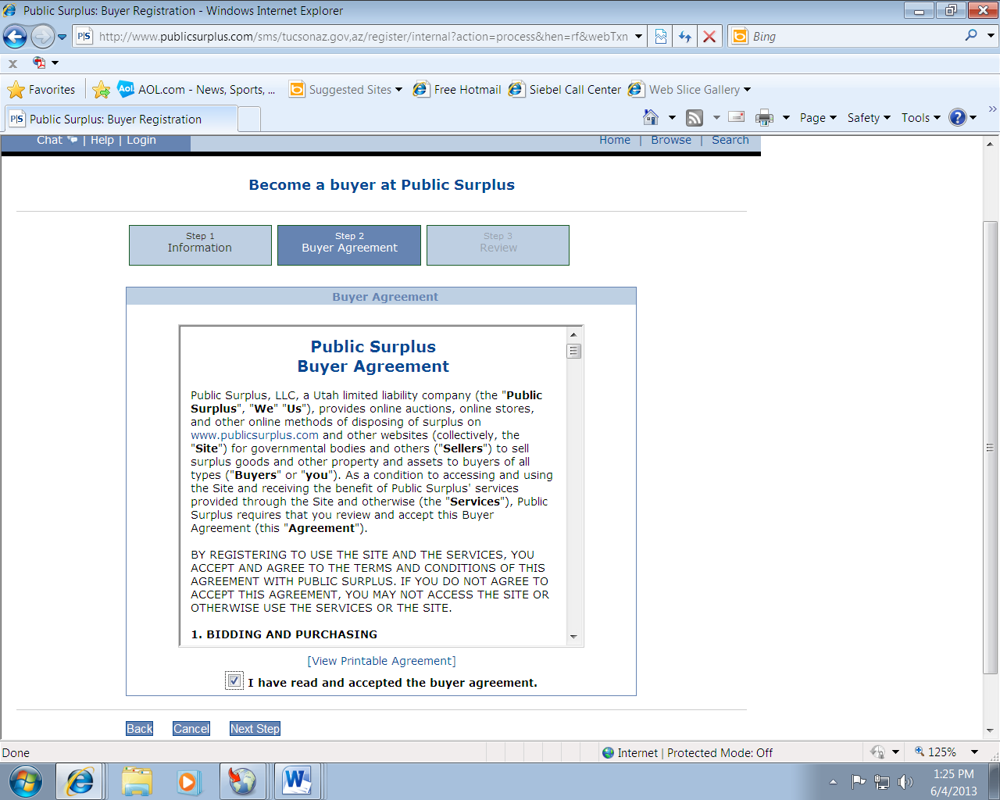 Public Surplus: Buyer Registration - Windows Internet Explorer
P|S http://www.publicsurplus.com/sms/tucsonaz.gov,az/register/internal?action=process&hen=rf&webTxn
Bing
x
Favorites
AOL.com - News, Sports, ...
Suggested Sites
Free Hotmail
Siebel Call Center
Web Slice Gallery
P|S Public Surplus: Buyer Registration
Page
Safety
Tools
Chat | Help | Login
Home | Browse | Search
Become a buyer at Public Surplus
Step 1
Information
Step 2
Buyer Agreement
Step 3
Review
Buyer Agreement
Public Surplus
Buyer Agreement
Public Surplus, LLC, a Utah limited liability company (the "Public
Surplus", "We" "Us"), provides online auctions, online stores,
and other online methods of disposing of surplus on
www.publicsurplus.com and other websites (collectively, the
"Site") for governmental bodies and others ("Sellers") to sell
surplus goods and other property and assets to buyers of all
types ("Buyers" or "you"). As a condition to accessing and using
the Site and receiving the benefit of Public Surplus' services
provided through the Site and otherwise (the "Services"), Public
Surplus requires that you review and accept this Buyer
Agreement (this "Agreement").
BY REGISTERING TO USE THE SITE AND THE SERVICES, YOU
ACCEPT AND AGREE TO THE TERMS AND CONDITIONS OF THIS
AGREEMENT WITH PUBLIC SURPLUS. IF YOU DO NOT AGREE TO
ACCEPT THIS AGREEMENT, YOU MAY NOT ACCESS THE SITE OR
OTHERWISE USE THE SERVICES OR THE SITE.
1. BIDDING AND PURCHASING
[View Printable Agreement]
I have read and accepted the buyer agreement.
Back
Cancel
Next Step
Done
Internet | Protected Mode: Off
125%
1:25 PM
6/4/2013